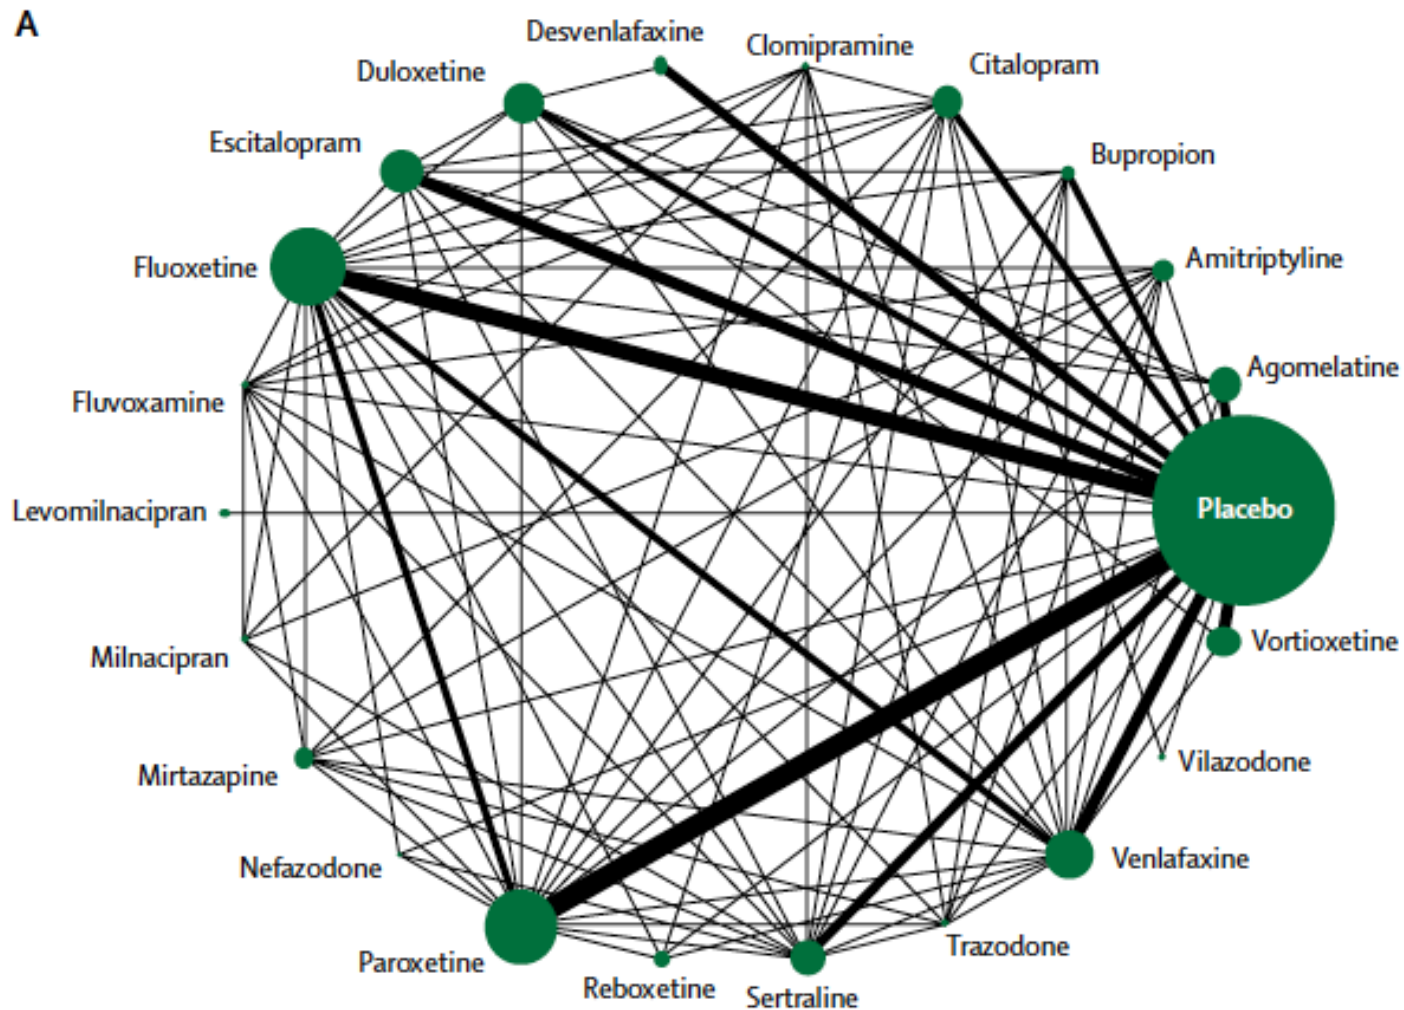 A
Desvenlafaxine
Clomipramine
Duloxetine
Citalopram
Escitalopram
Bupropion
Fluoxetine
Amitriptyline
Agomelatine
Fluvoxamine
Levomilnacipran
Placebo
Milnacipran
Vortioxetine
Mirtazapine
Vilazodone
Nefazodone
Venlafaxine
Paroxetine
Trazodone
Reboxetine
Sertraline